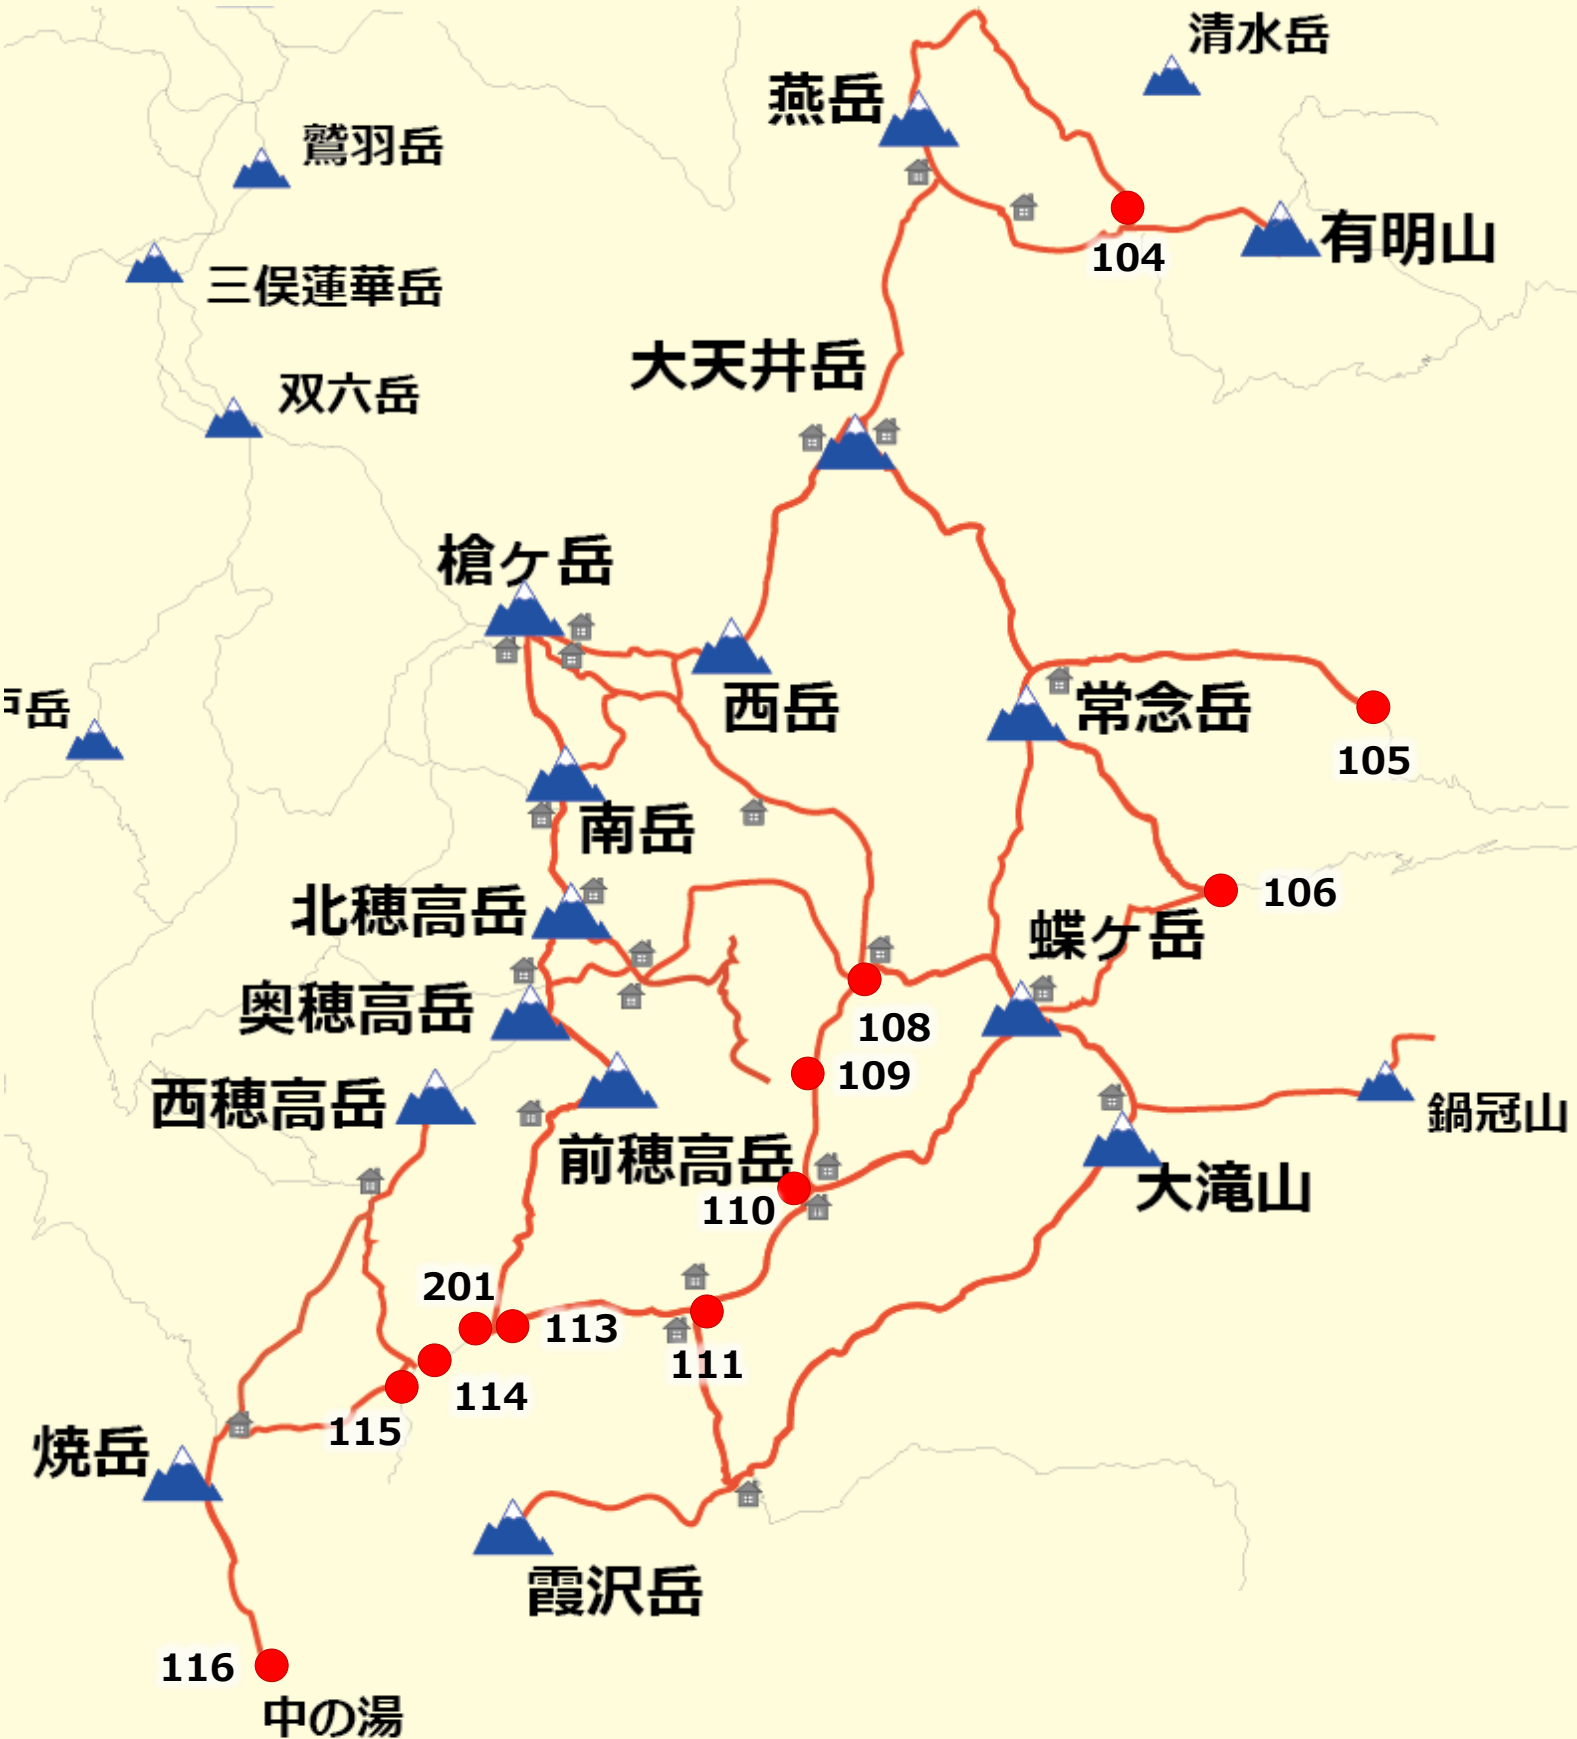 清水岳
燕岳
鷲羽岳
有明山
104
三俣蓮華岳
大天井岳
双六岳
槍ヶ岳
西岳
常念岳
105
南岳
106
北穂高岳
蝶ヶ岳
奥穂高岳
108
109
西穂高岳
鍋冠山
前穂高岳
大滝山
110
201
113
111
114
115
焼岳
霞沢岳
116
中の湯